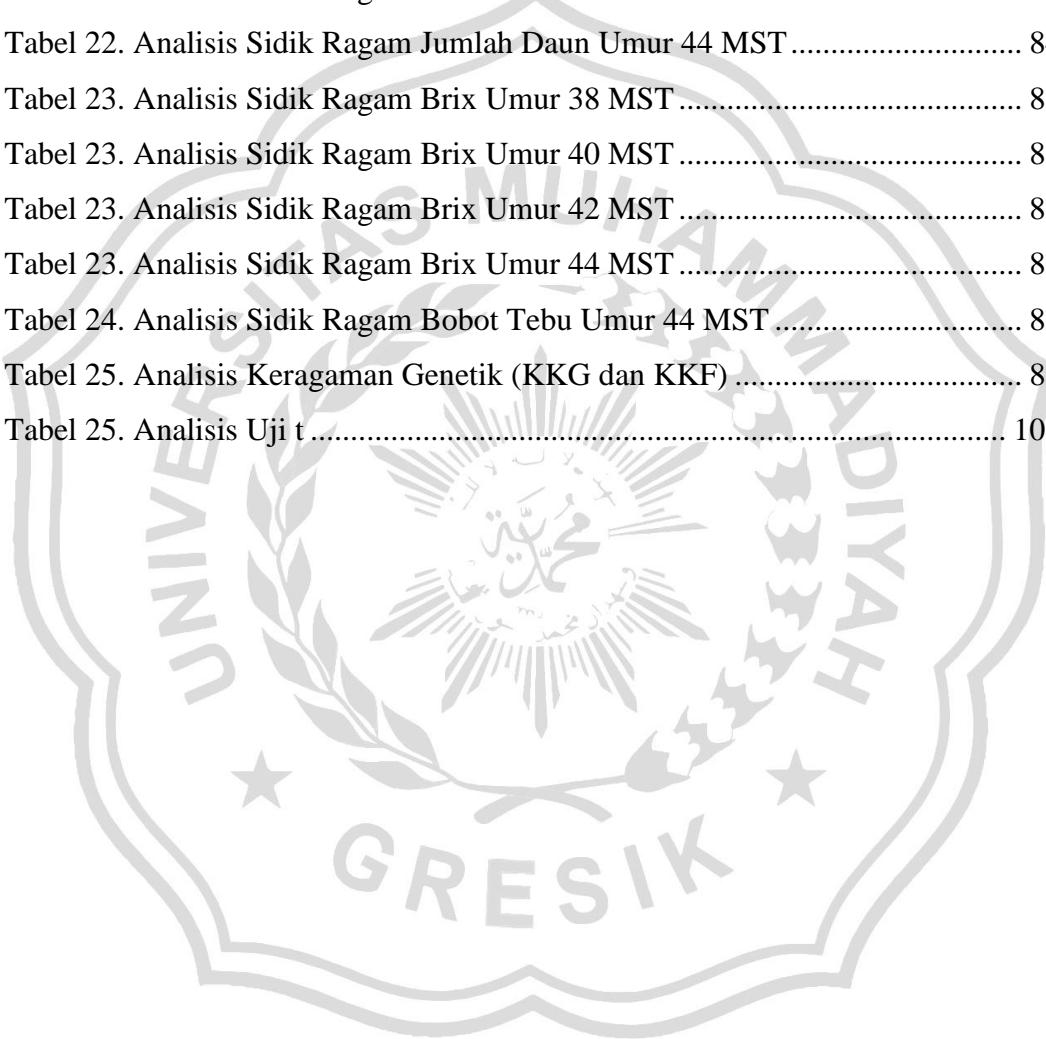 Tabel 22. Analisis Sidik Ragam Jumlah Daun Umur 44 MST............................ 8
Tabel 23. Analisis Sidik Ragam Brix Umur 38 MST.......................................... 8
Tabel 23. Analisis Sidik Ragam Brix Umur 40 MST.......................................... 8
Tabel 23. Analisis Sidik Ragam Brix Umur 42 MST.......................................... 8
Tabel 23. Analisis Sidik Ragam Brix Umur 44 MST.......................................... 8
Tabel 24. Analisis Sidik Ragam Bobot Tebu Umur 44 MST.............................. 8
Tabel 25. Analisis Keragaman Genetik (KKG dan KKF)................................... 8
Tabel 25. Analisis Uji t...................................................................................... 10
UNIVERSITAS MUHAMMADIYAH
GRESIK